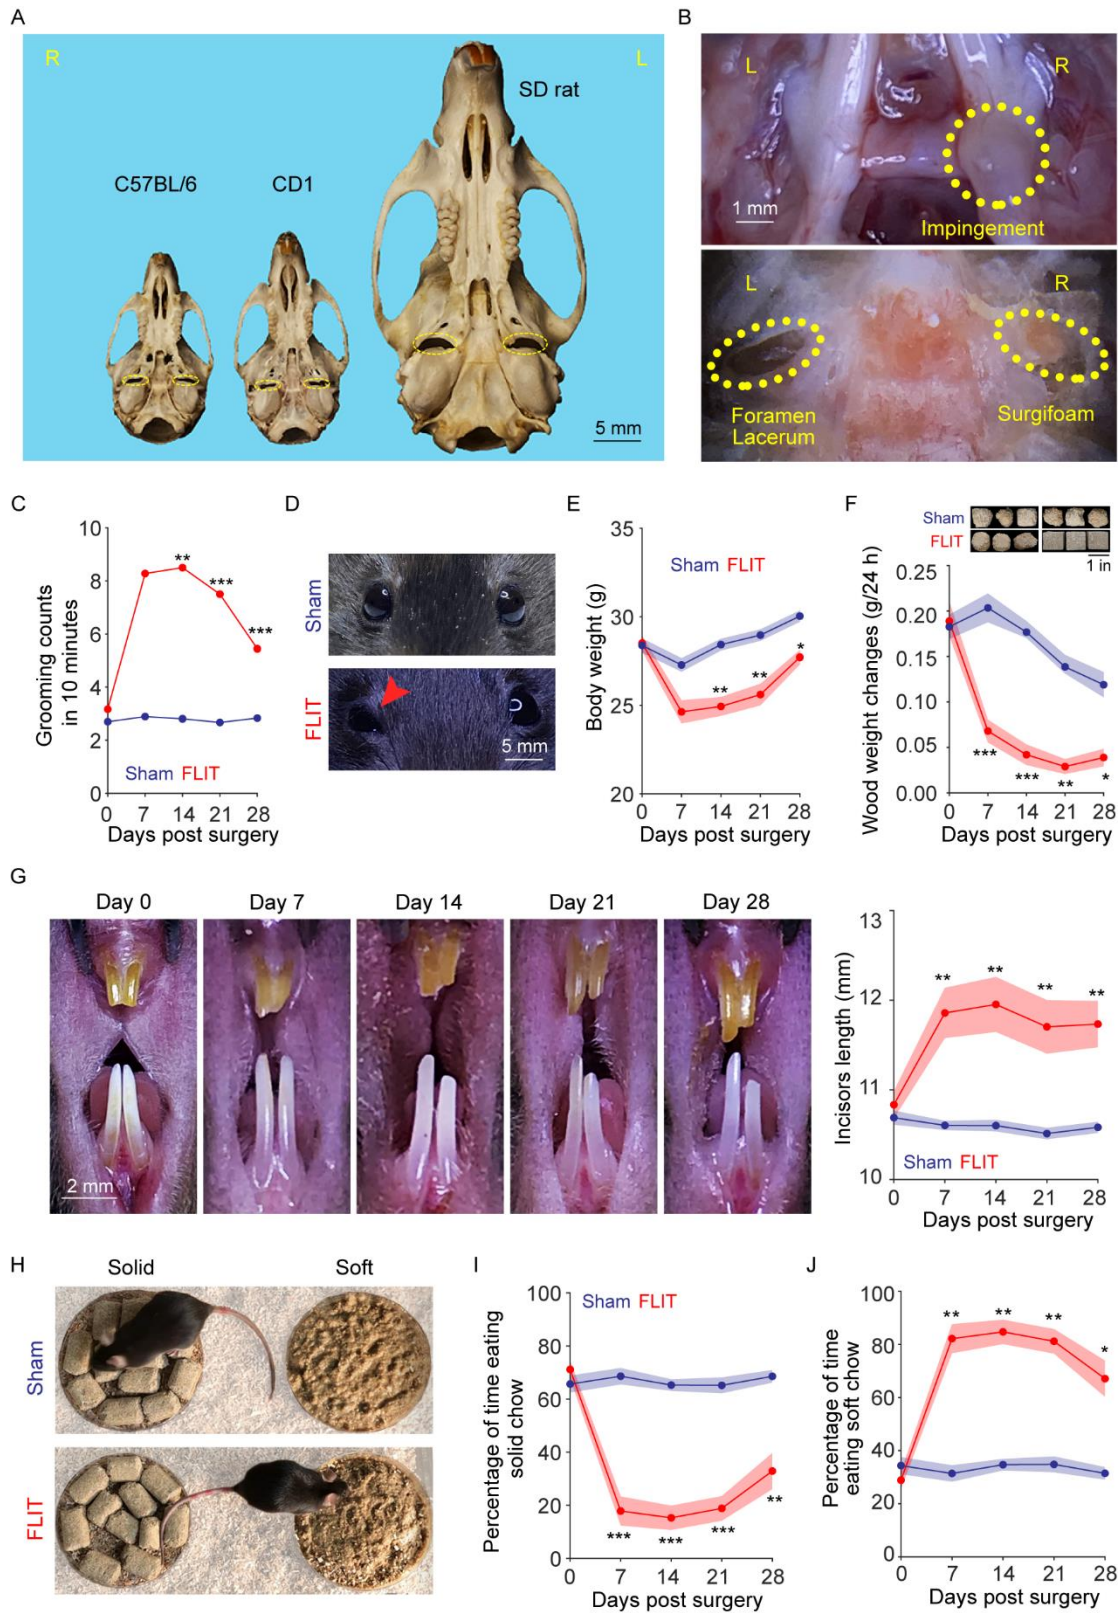 A
R
L
SD rat
C57BL/6
CD1
5 mm
B
L
R
1 mm
Impingement
L
R
Foramen
Lacerum
Surgifoam
C
Grooming counts
in 10 minutes
10
8
6
4
2
0
**
***
***
Sham FLIT
0 7 14 21 28
Days post surgery
D
Sham
FLIT
5 mm
E
Body weight (g)
35
30
25
20
Sham FLIT
**
**
*
0 7 14 21 28
Days post surgery
F
Sham
FLIT
1 in
Wood weight changes (g/24 h)
0.25
0.20
0.15
0.10
0.05
0.00
***
***
**
*
0 7 14 21 28
Days post surgery
G
Day 0
Day 7
Day 14
Day 21
Day 28
2 mm
Incisors length (mm)
13
12
11
10
**
**
**
**
Sham FLIT
0 7 14 21 28
Days post surgery
H
Solid
Soft
Sham
FLIT
I
Percentage of time eating
solid chow
100
80
60
40
20
0
Sham FLIT
***
***
***
**
0 7 14 21 28
Days post surgery
J
Percentage of time
eating soft chow
100
80
60
40
20
0
**
**
**
*
0 7 14 21 28
Days post surgery